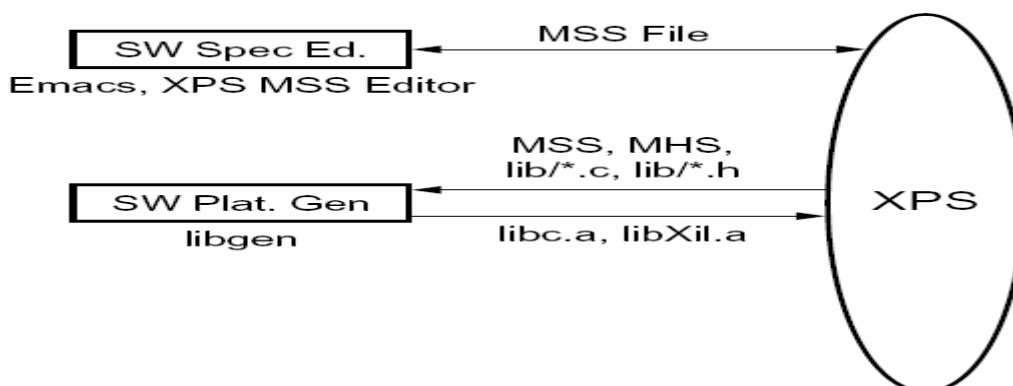 SW Spec Ed.
MSS File
Emacs, XPS MSS Editor
MSS, MHS,
lib/*.c, lib/*.h
SW Plat. Gen
XPS
libgen
libc.a, libXil.a